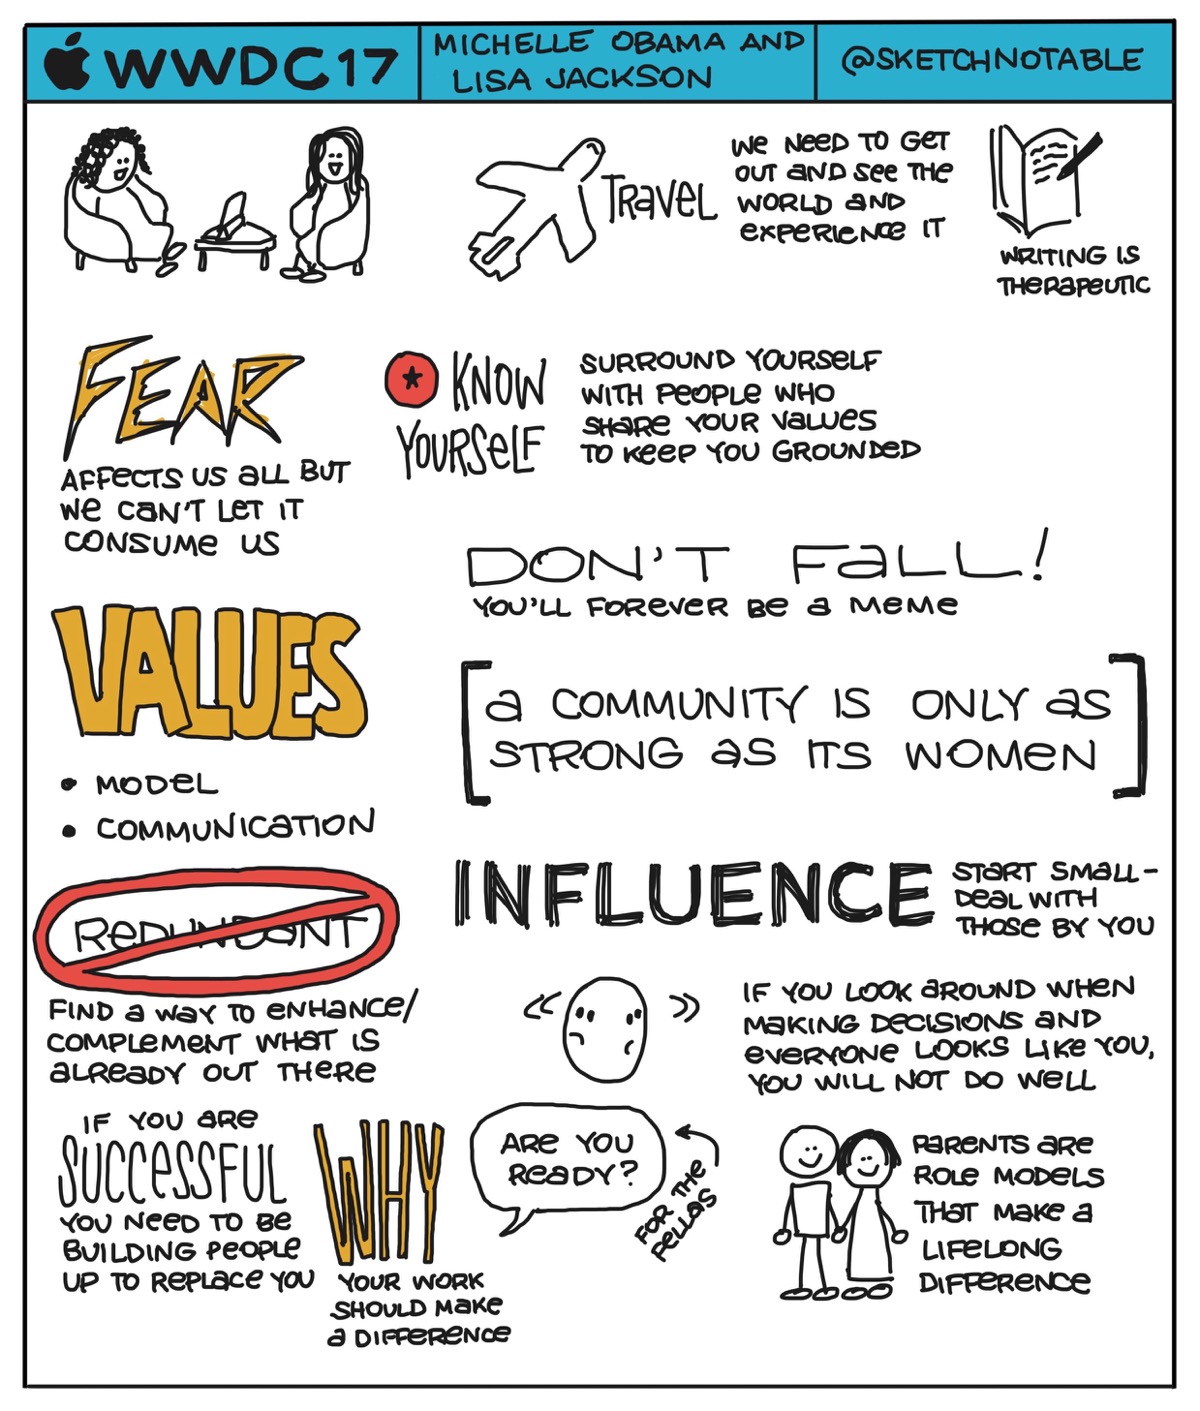 WWDC17
MICHELLE OBAMA AND
LISA JACKSON
@SKETCHNOTABLE
TRAVEL
WE NEED TO GET
OUT AND SEE THE
WORLD AND
EXPERIENCE IT
WRITING IS
THERAPEUTIC
FEAR
AFFECTS US ALL BUT
WE CAN'T LET IT
CONSUME US
KNOW
YOURSELF
SURROUND YOURSELF
WITH PEOPLE WHO
SHARE YOUR VALUES
TO KEEP YOU GROUNDED
DON'T FALL!
YOU'LL FOREVER BE A MEME
VALUES
• MODEL
• COMMUNICATION
[A COMMUNITY IS ONLY AS
STRONG AS ITS WOMEN]
REDUNDANT
FIND A WAY TO ENHANCE/
COMPLEMENT WHAT IS
ALREADY OUT THERE
INFLUENCE
START SMALL-
DEAL WITH
THOSE BY YOU
IF YOU LOOK AROUND WHEN
MAKING DECISIONS AND
EVERYONE LOOKS LIKE YOU,
YOU WILL NOT DO WELL
IF YOU ARE
SUCCESSFUL
YOU NEED TO BE
BUILDING PEOPLE
UP TO REPLACE YOU
WHY
YOUR WORK
SHOULD MAKE
A DIFFERENCE
ARE YOU
READY?
FOR THE
FELLAS
PARENTS ARE
ROLE MODELS
THAT MAKE A
LIFELONG
DIFFERENCE